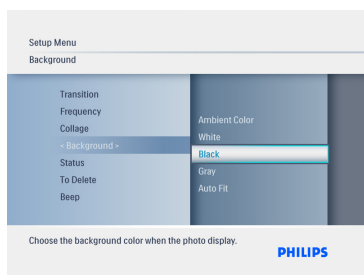 Setup Menu
Background
Transition
Frequency
Collage
< Background >
Status
To Delete
Beep
Ambient Color
White
Black
Gray
Auto Fit
Choose the background color when the photo display.
PHILIPS